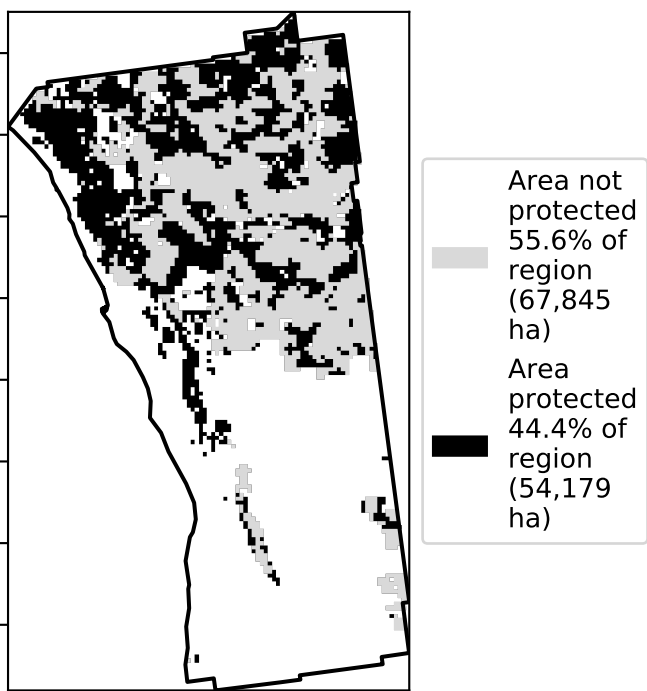 Area not
protected
55.6% of
region
(67,845
ha)
Area
protected
44.4% of
region
(54,179
ha)